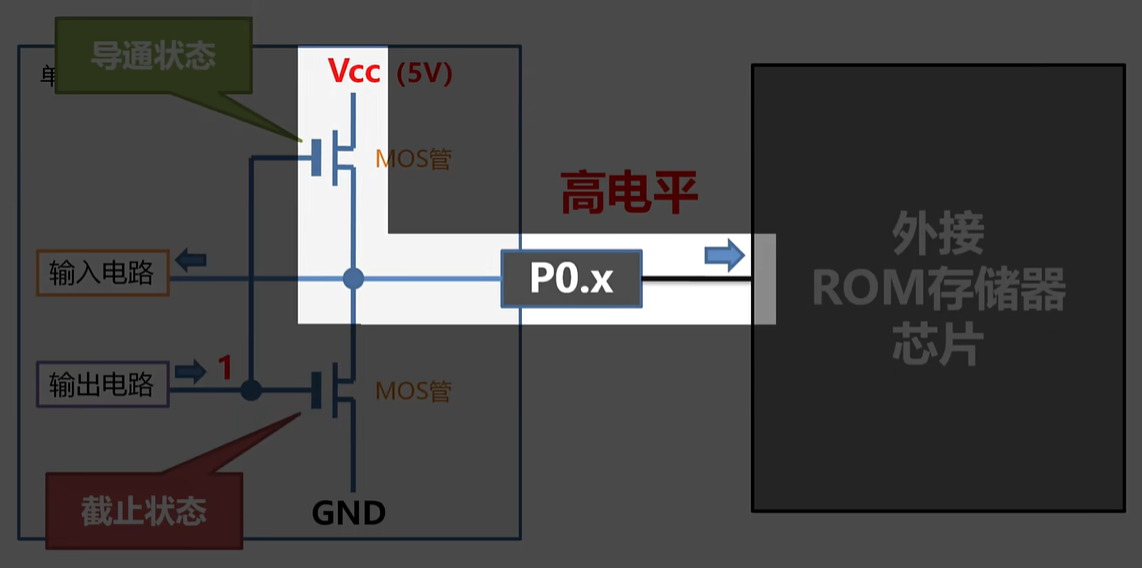 导通状态
单
Vcc (5V)
MOS管
高电平
输入电路
P0.x
外接
ROM存储器
芯片
输出电路
1
MOS管
截止状态
GND